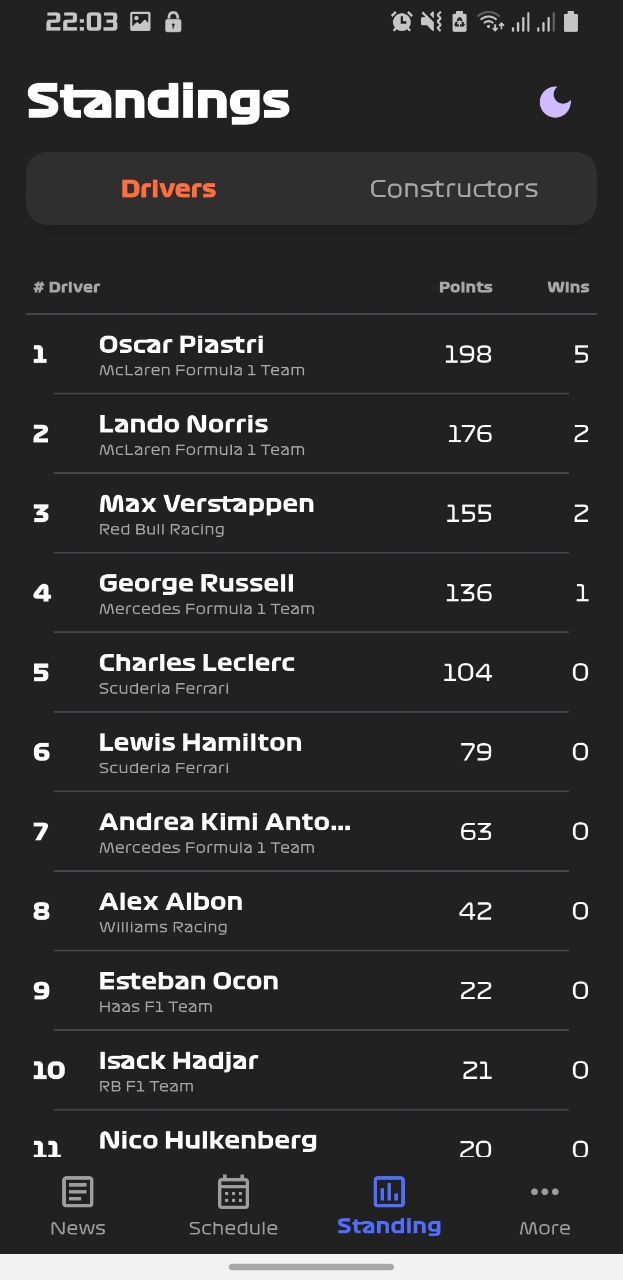 22:03
Standings
Drivers Constructors
# Driver Points Wins
1 Oscar Piastri 198 5
McLaren Formula 1 Team
2 Lando Norris 176 2
McLaren Formula 1 Team
3 Max Verstappen 155 2
Red Bull Racing
4 George Russell 136 1
Mercedes Formula 1 Team
5 Charles Leclerc 104 0
Scuderia Ferrari
6 Lewis Hamilton 79 0
Scuderia Ferrari
7 Andrea Kimi Anto... 63 0
Mercedes Formula 1 Team
8 Alex Albon 42 0
Williams Racing
9 Esteban Ocon 22 0
Haas F1 Team
10 Isack Hadjar 21 0
RB F1 Team
11 Nico Hulkenberg 20 0
News Schedule Standing More